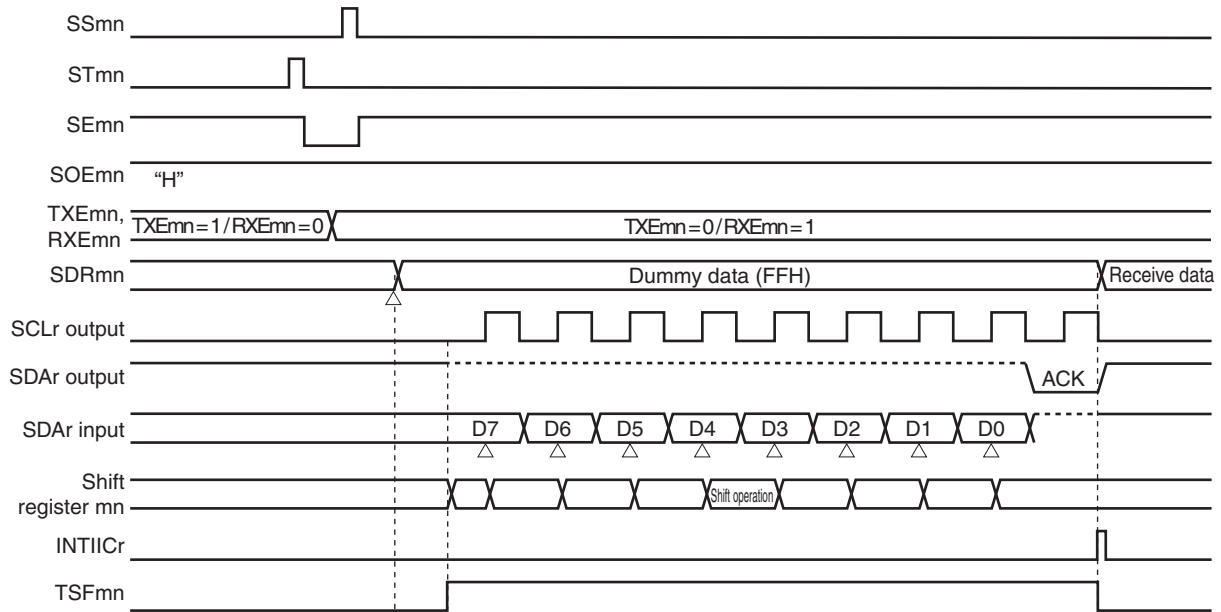 SSmn
STmn
SEmn
SOEmn “H”
TXEmn,
RXEmn
TXEmn=1/RXEmn=0 TXEmn=0/RXEmn=1
SDRmn Dummy data (FFH) Receive data
SCLr output
SDAr output ACK
SDAr input D7 D6 D5 D4 D3 D2 D1 D0
Shift
register mn
Shift operation
INTIICr
TSFmn